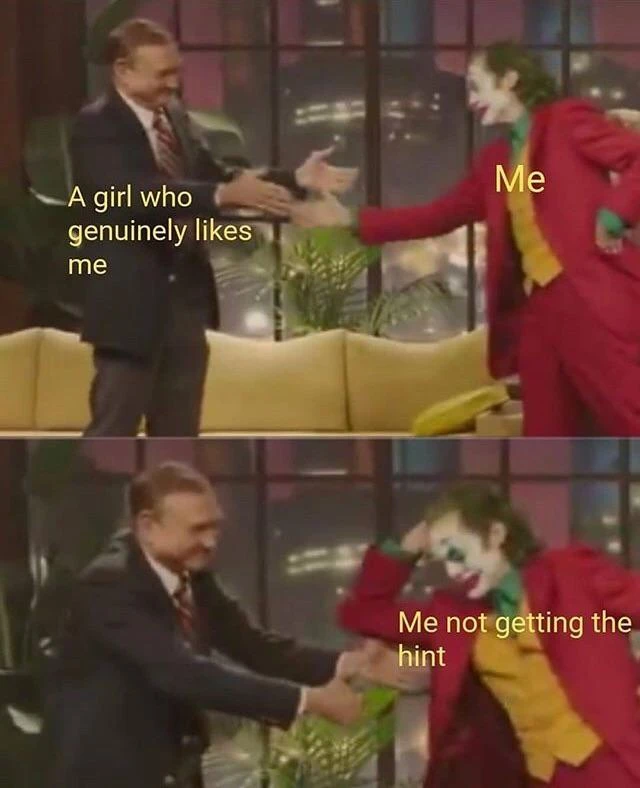 A girl who
genuinely likes
me
Me
Me not getting the
hint